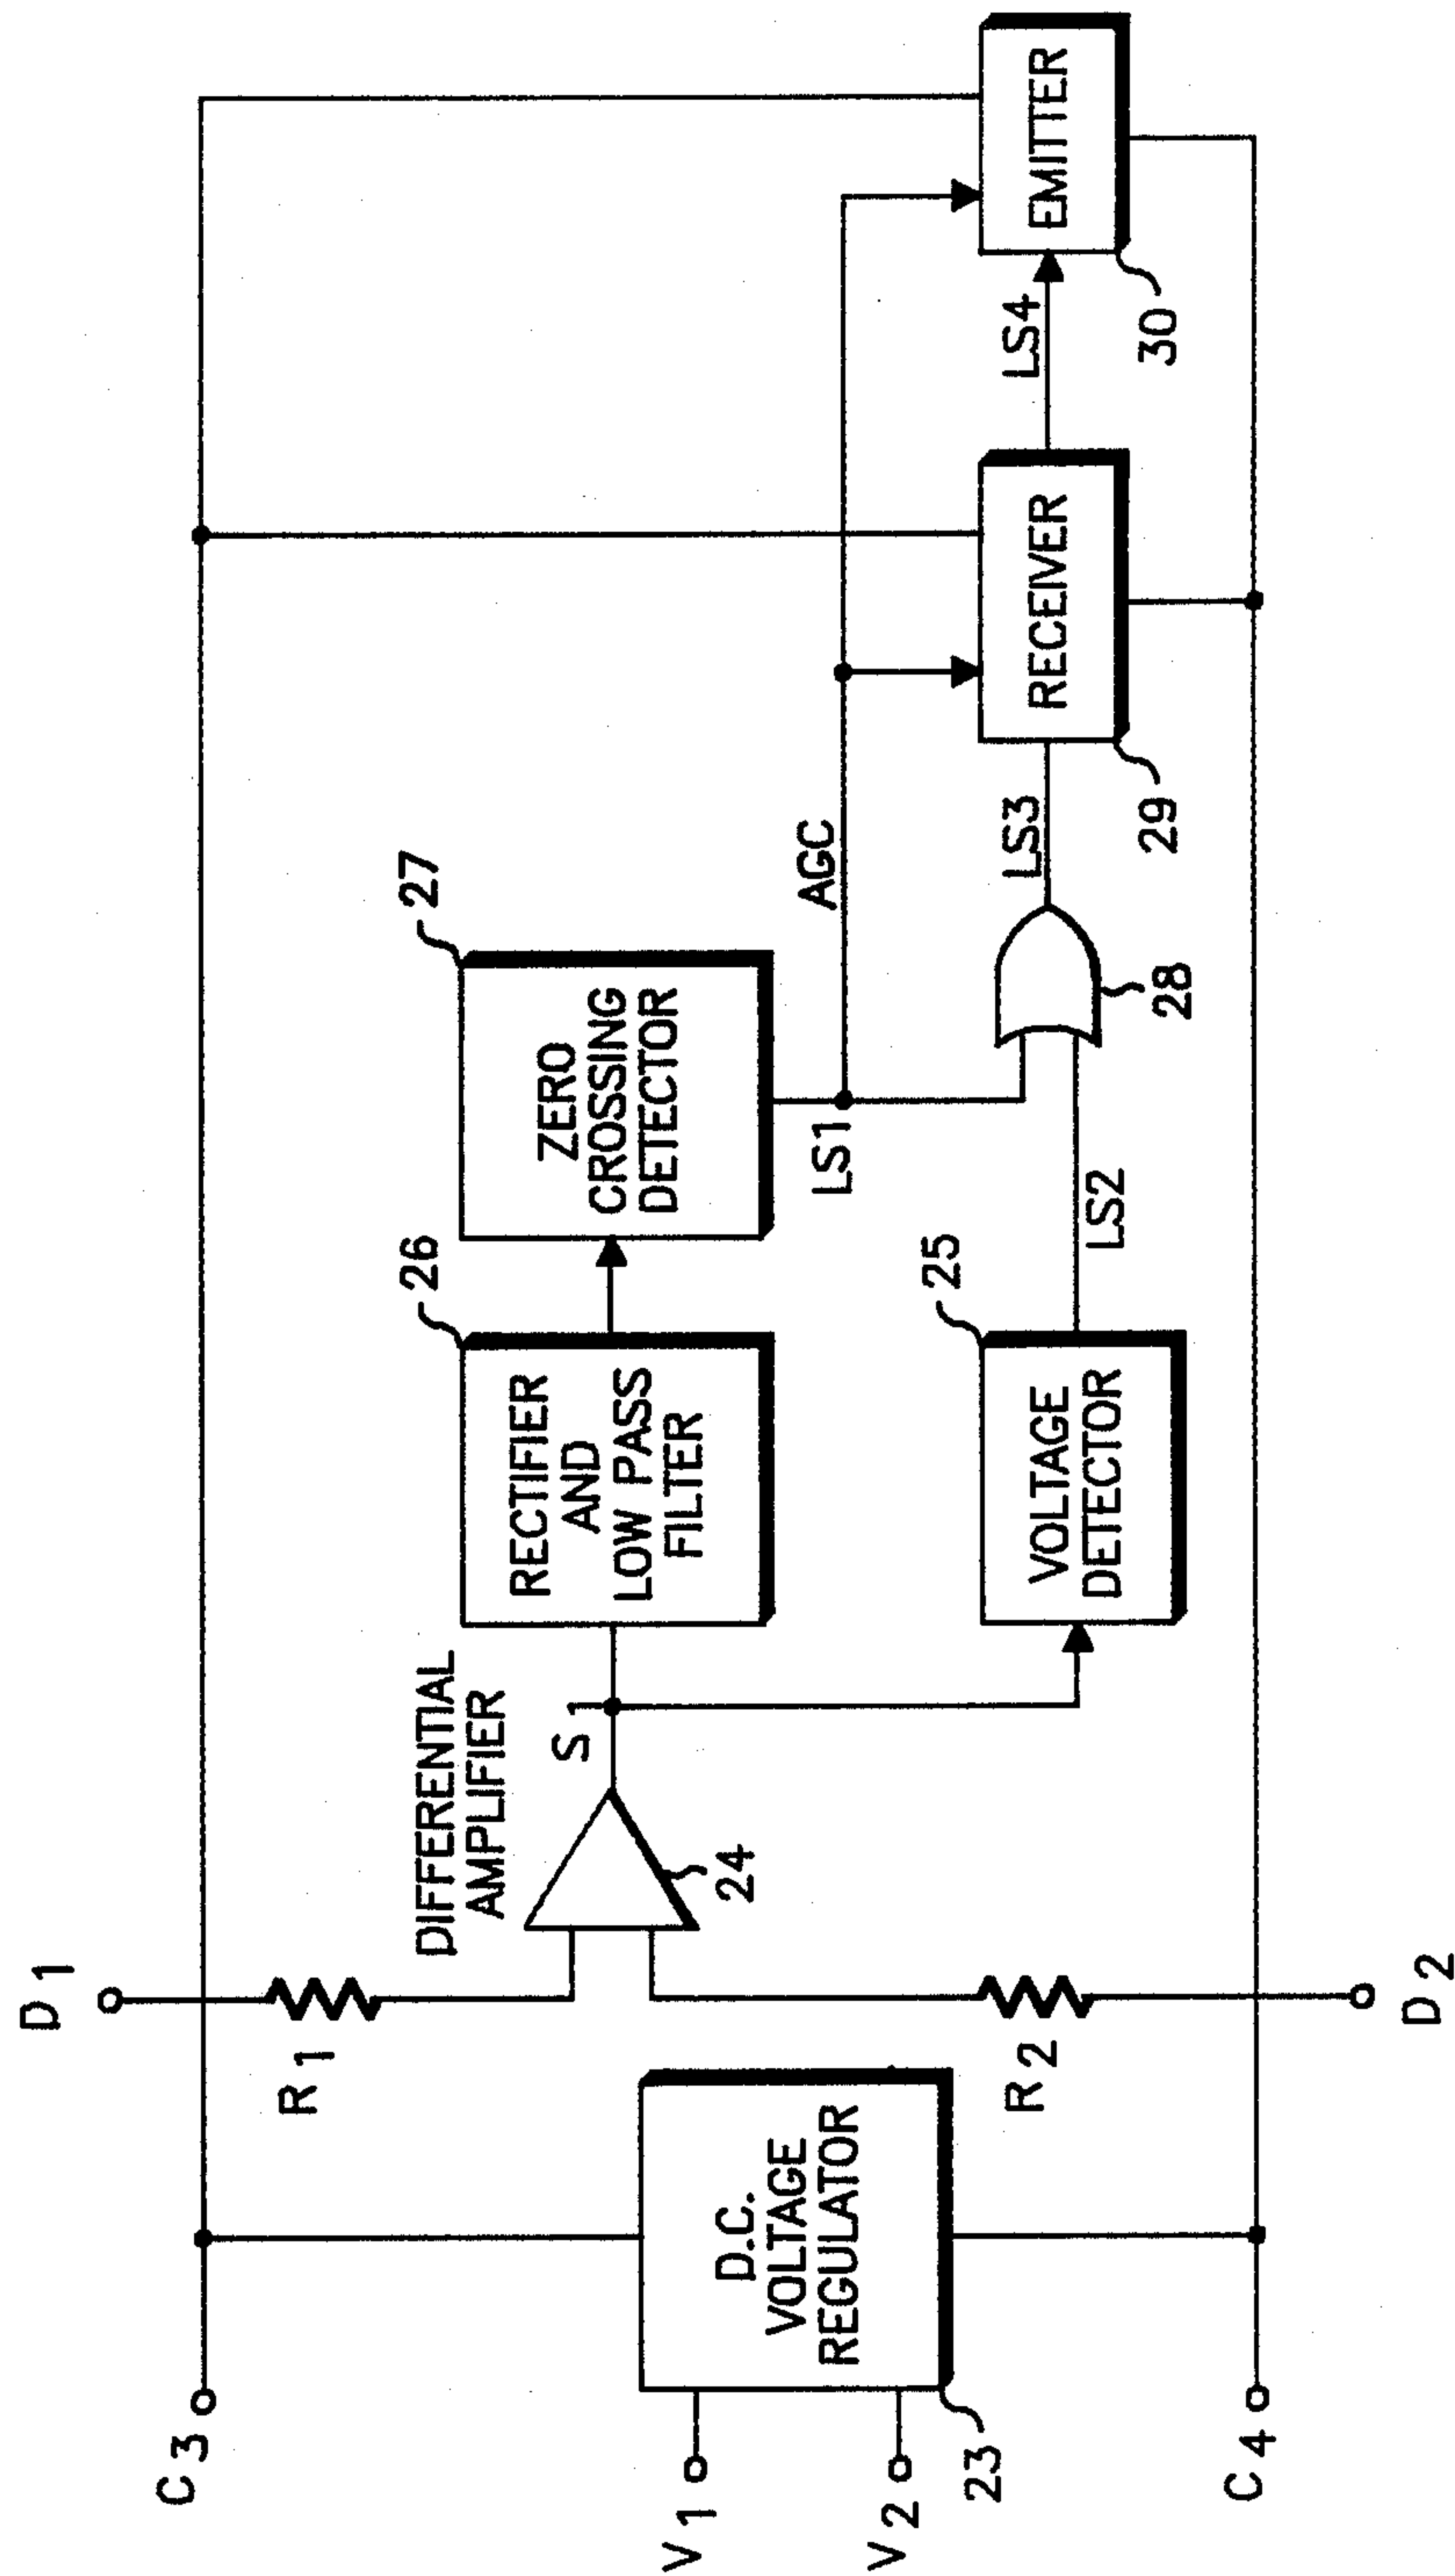 C3
V1
V2
C4
23
D.C.
VOLTAGE
REGULATOR
D1
R1
R2
D2
DIFFERENTIAL
AMPLIFIER
24
S1
26
RECTIFIER
AND
LOW PASS
FILTER
25
VOLTAGE
DETECTOR
27
ZERO
CROSSING
DETECTOR
LS1
LS2
AGC
28
LS3
29
RECEIVER
LS4
30
EMITTER